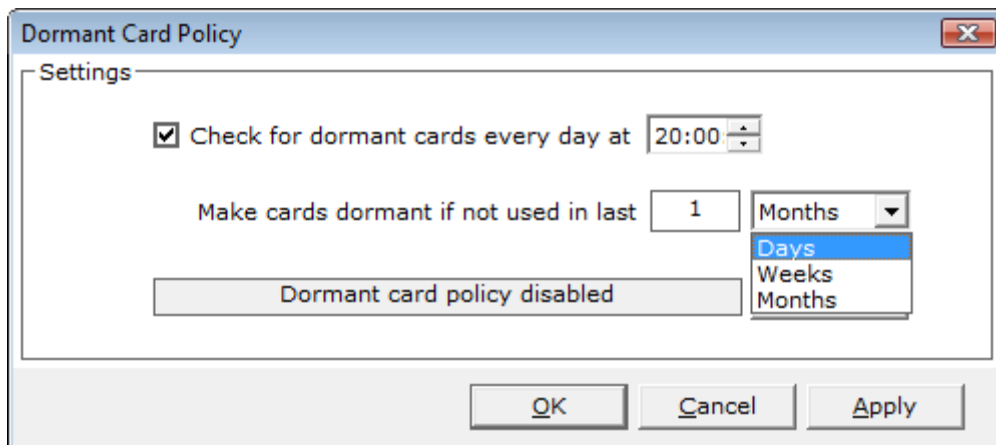 Dormant Card Policy
Settings
Check for dormant cards every day at 20:00
Make cards dormant if not used in last 1 Months
Days
Weeks
Months
Dormant card policy disabled
OK Cancel Apply